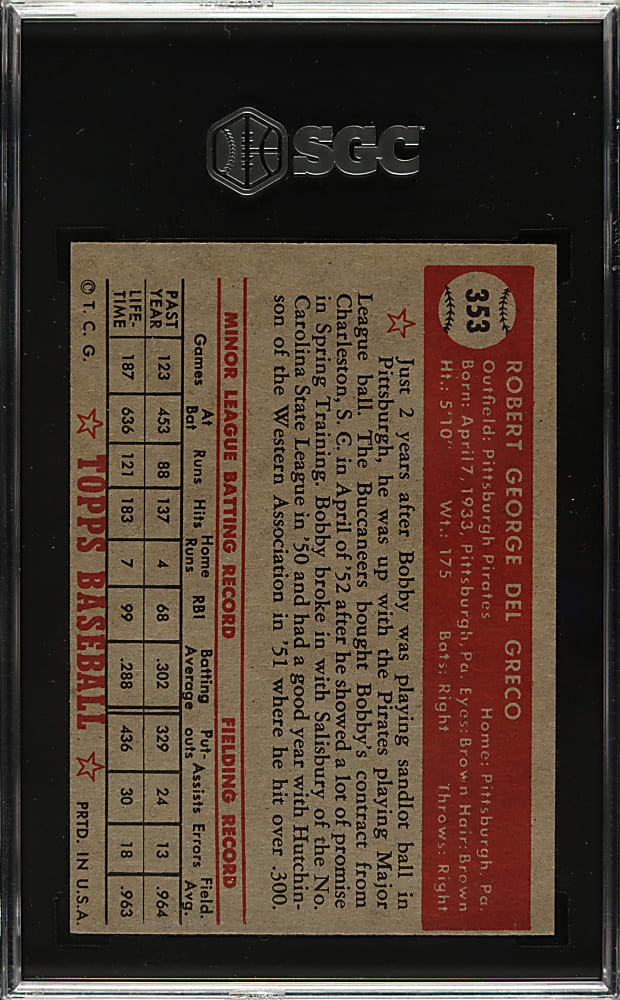 SGC
353
ROBERT GEORGE DEL GRECO
Outfield: Pittsburgh Pirates Home: Pittsburgh, Pa.
Born: April 7, 1933, Pittsburgh, Pa. Eyes: Brown Hair: Brown
Ht.: 5'10" Wt.: 175 Bats: Right Throws: Right
Just 2 years after Bobby was playing sandlot ball in
Pittsburgh, he was up with the Pirates playing Major
League ball. The Buccaneers bought Bobby's contract from
Charleston, S. C. in April of '52 after he showed a lot of promise
in Spring Training. Bobby broke in with Salisbury of the No.
Carolina State League in '50 and had a good year with Hutchin-
son of the Western Association in '51 where he hit over .300.
MINOR LEAGUE BATTING RECORD FIELDING RECORD
Games At Bat Runs Hits Home Runs RBI Batting Average Put-outs Assists Errors Field. Avg.
PAST YEAR 123 453 88 137 4 68 .302 329 24 13 .964
LIFE-TIME 187 636 121 183 7 99 .288 436 30 18 .963
© T. C. G. TOPPS BASEBALL PRTD. IN U.S.A.